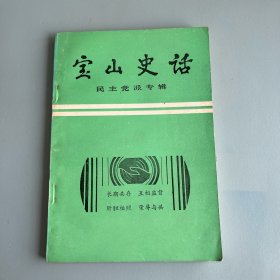 宝山史话
民主党派专辑
长期共存 互相监督
肝胆相照 荣辱与共